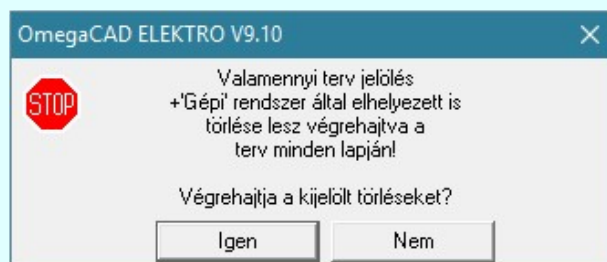 OmegaCAD ELEKTRO V9.10
STOP
Valamennyi terv jelölés
+'Gépi' rendszer által elhelyezett is
törlése lesz végrehajtva a
terv minden lapján!
Végrehajtja a kijelölt törléseket?
Igen
Nem